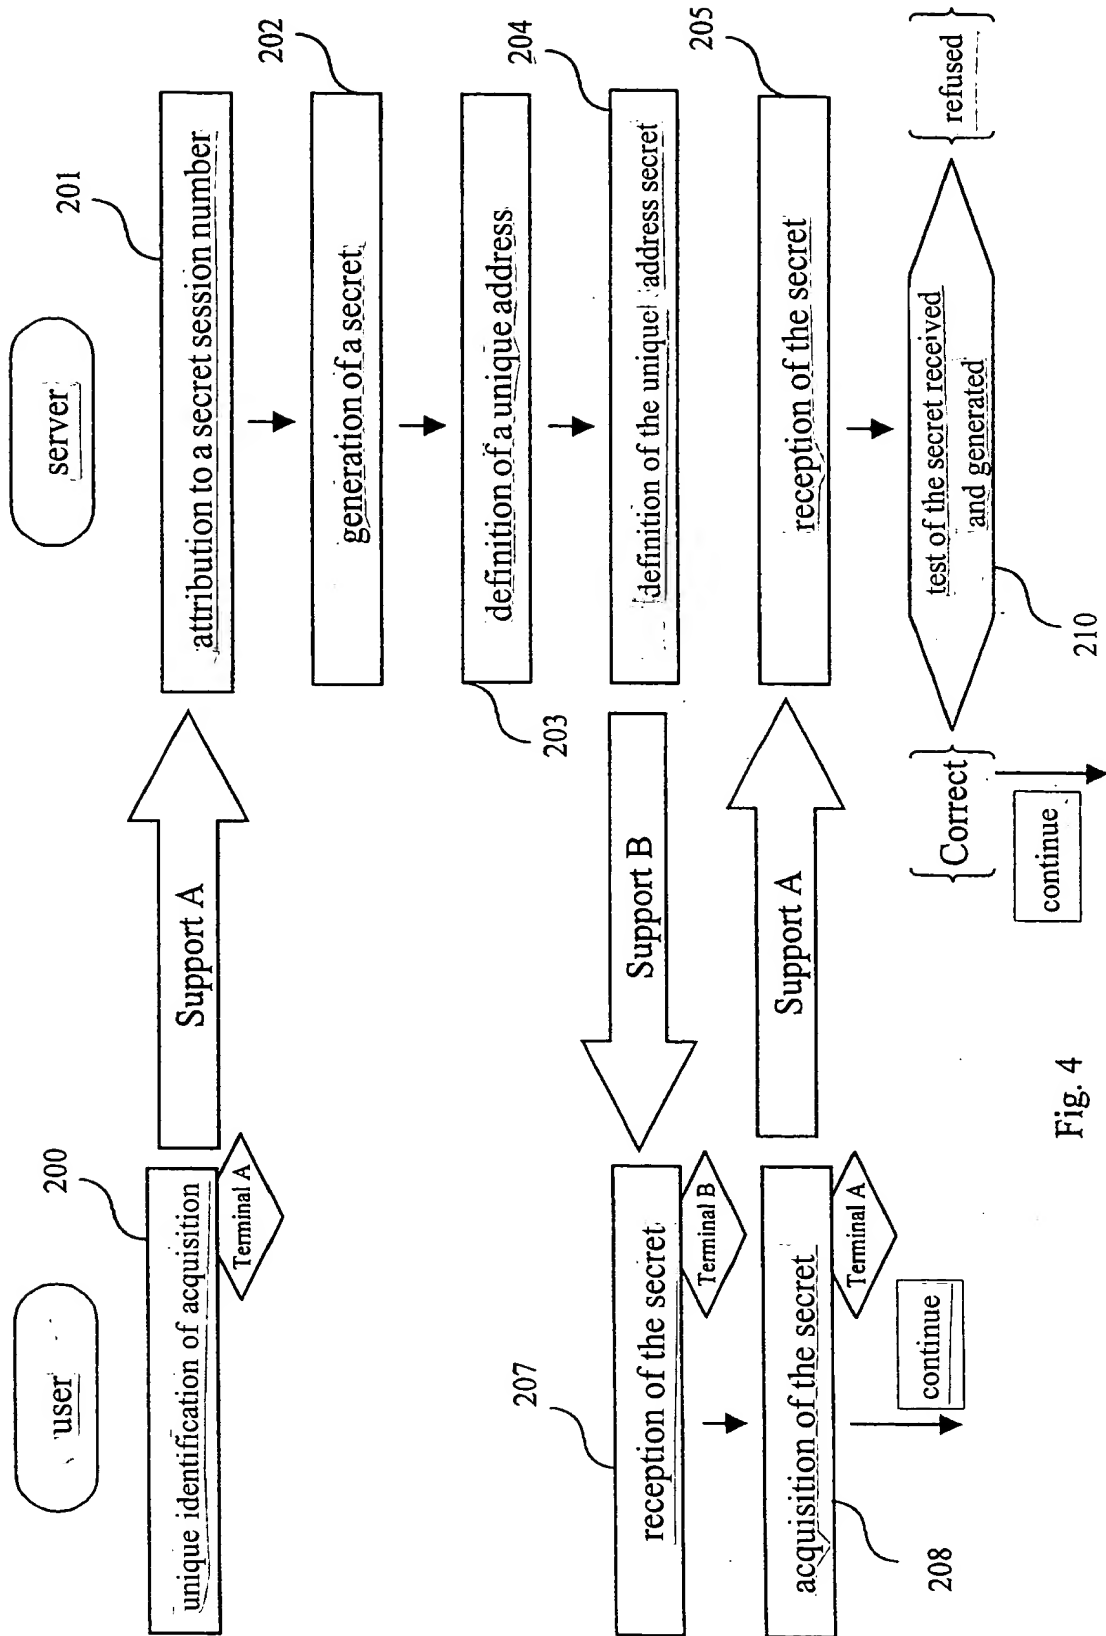 user
server
200
unique identification of acquisition
Terminal A
Support A
201
attribution to a secret session number
202
generation of a secret
203
definition of a unique address
204
definition of the unique address secret
Support B
207
reception of the secret
Terminal B
208
acquisition of the secret
Terminal A
continue
Support A
205
reception of the secret
210
test of the secret received
and generated
{Correct}
{refused}
continue
Fig. 4